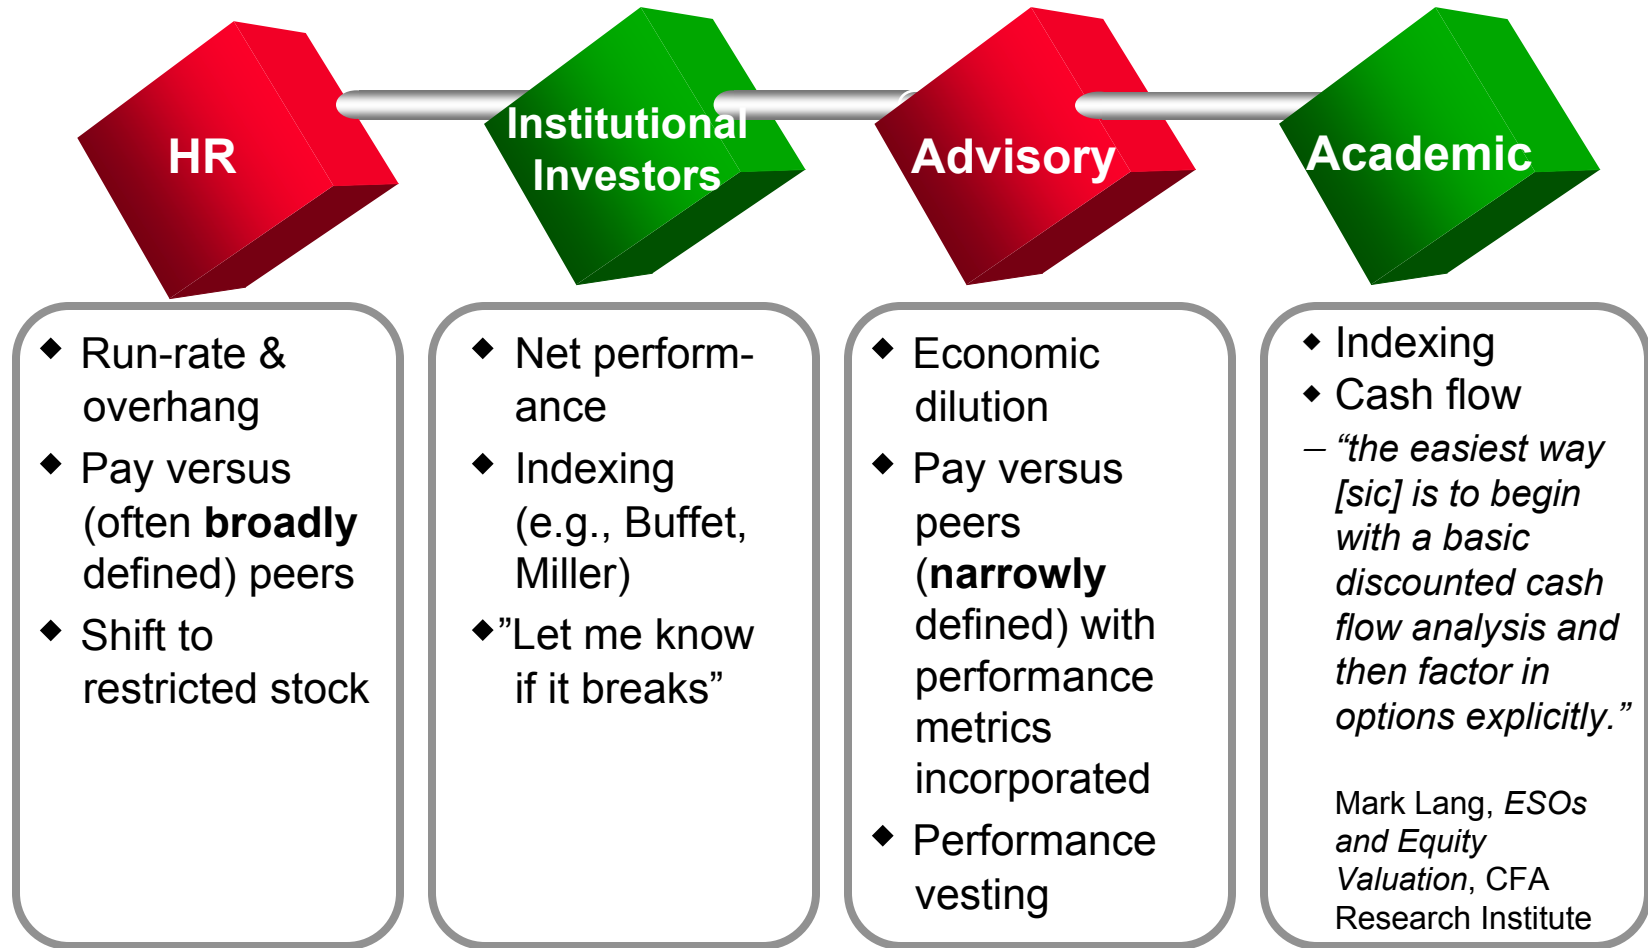 HR
Institutional
Investors
Advisory
Academic
◆ Run-rate &
overhang
◆ Pay versus
(often broadly
defined) peers
◆ Shift to
restricted stock
◆ Net perform-
ance
◆ Indexing
(e.g., Buffet,
Miller)
◆ ”Let me know
if it breaks”
◆ Economic
dilution
◆ Pay versus
peers
(narrowly
defined) with
performance
metrics
incorporated
◆ Performance
vesting
◆ Indexing
◆ Cash flow
– “the easiest way
[sic] is to begin
with a basic
discounted cash
flow analysis and
then factor in
options explicitly.”
Mark Lang, ESOs
and Equity
Valuation, CFA
Research Institute